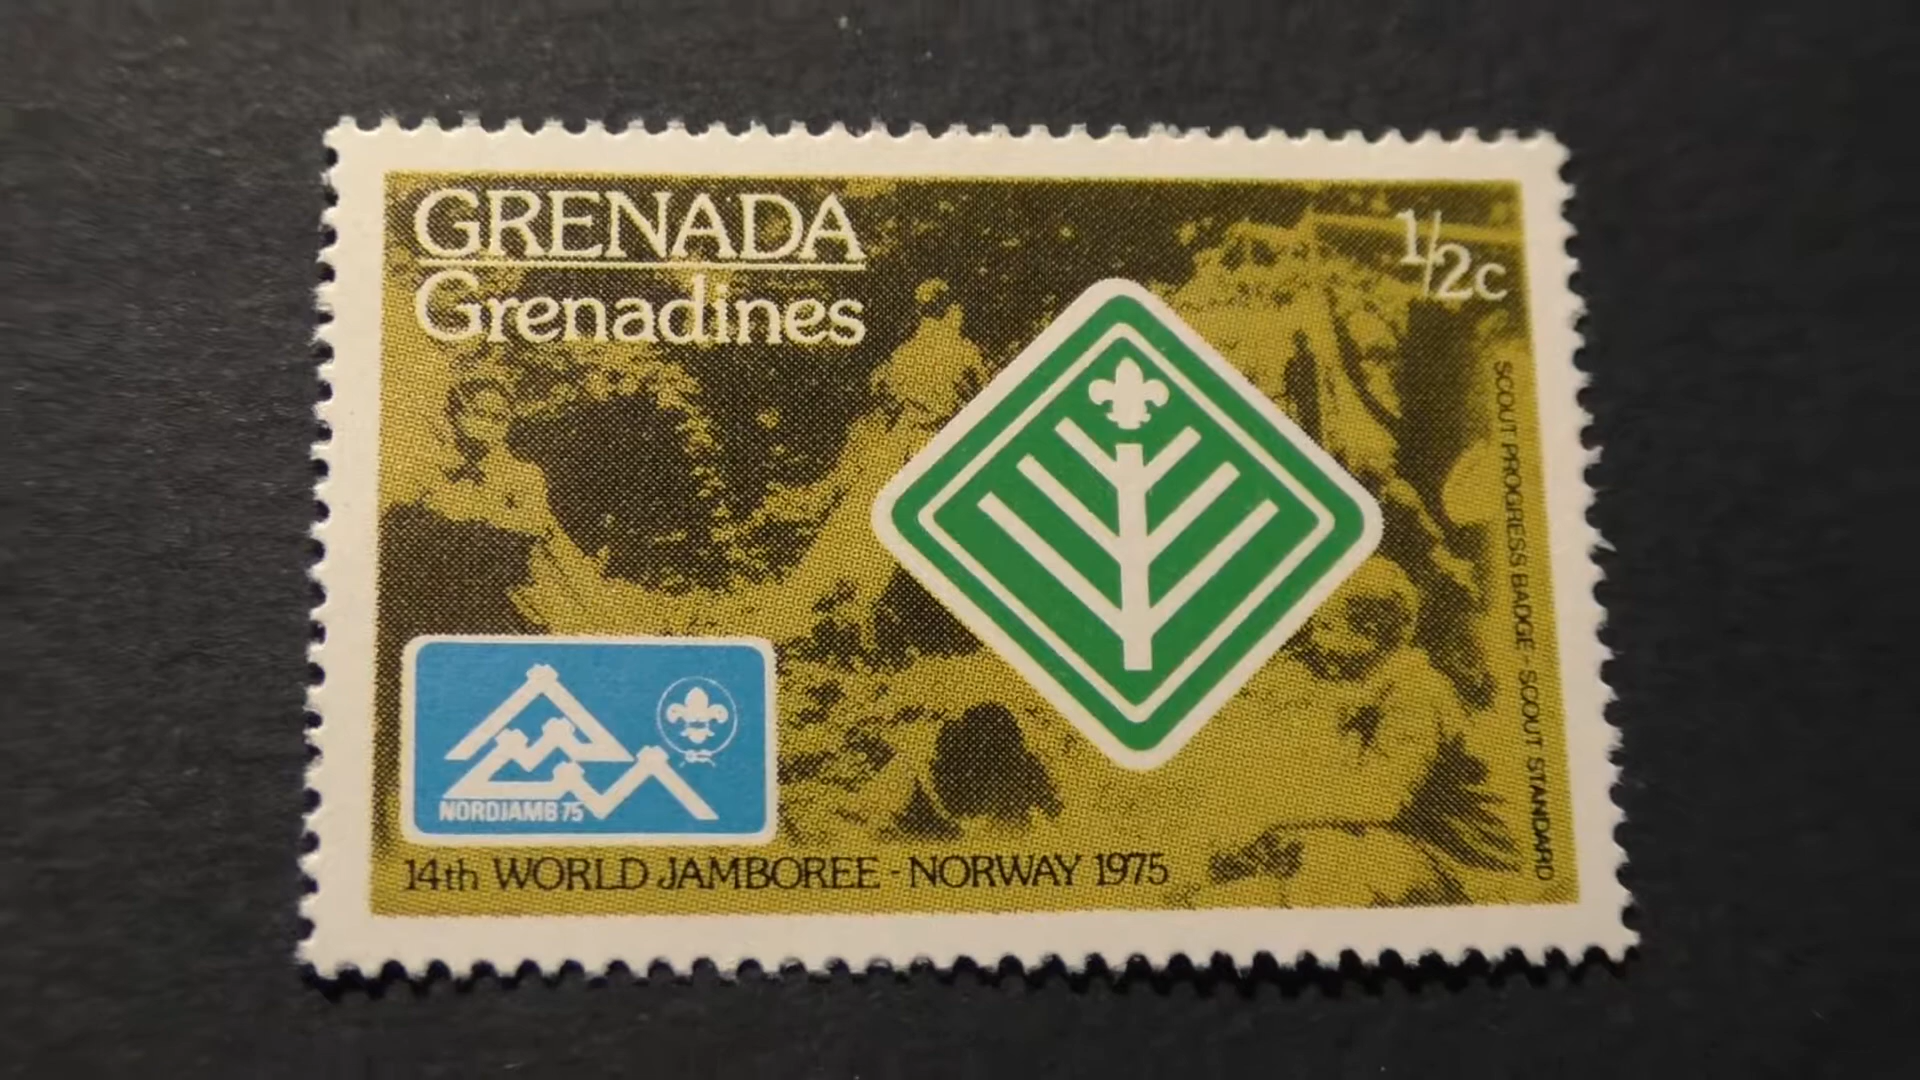 GRENADA
Grenadines
1/2c
SCOUT PROGRESS BADGE - SCOUT STANDARD
NORDJAMB 75
14th WORLD JAMBOREE - NORWAY 1975